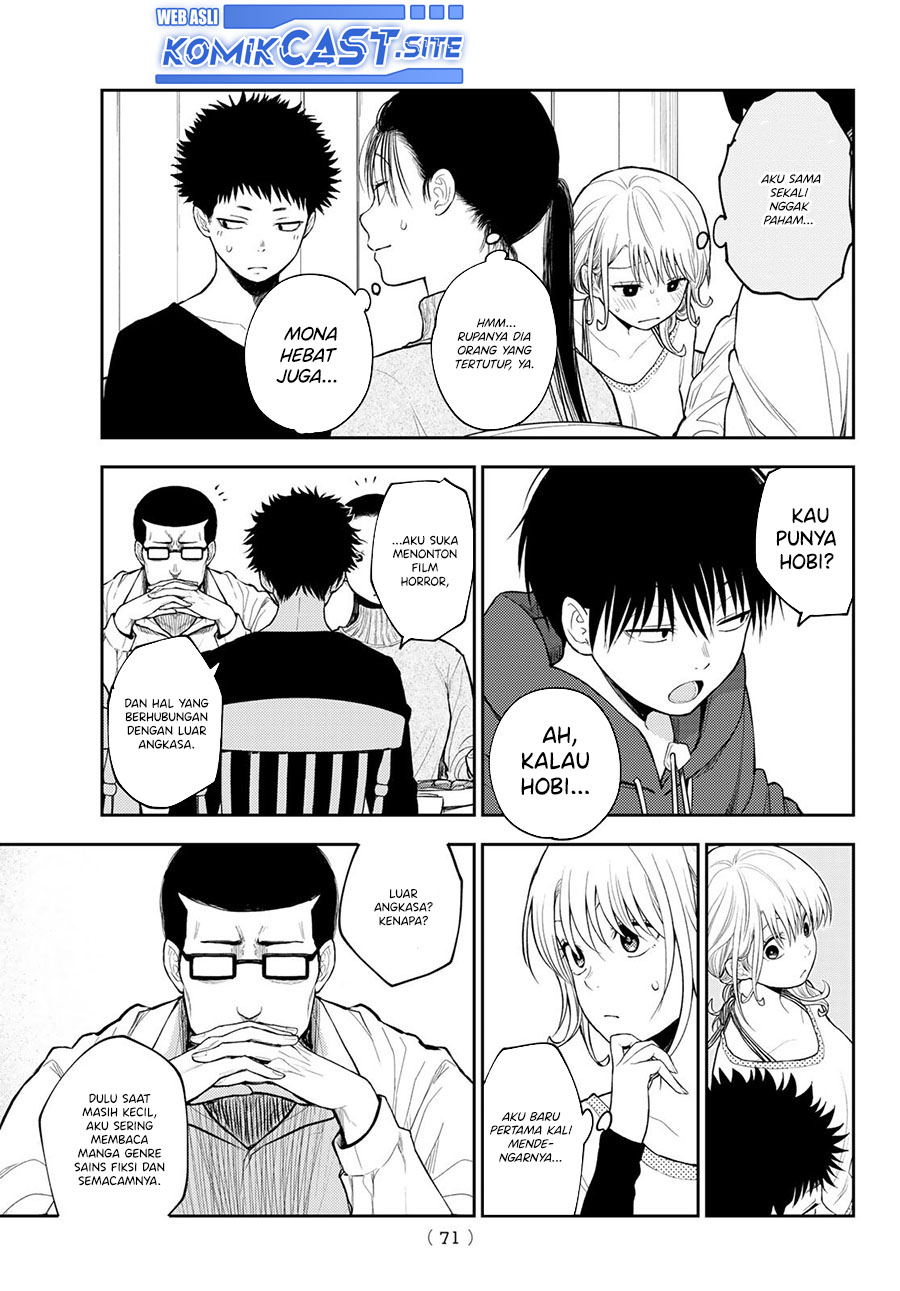 WEB ASLI
KOMIKCAST.SITE
AKU SAMA
SEKALI
NGGAK
PAHAM...
HMM...
RUPANYA DIA
ORANG YANG
TERTUTUP, YA.
MONA
HEBAT
JUGA...
KAU
PUNYA
HOBI?
AH,
KALAU
HOBI...
...AKU SUKA
MENONTON
FILM
HORROR,
DAN HAL YANG
BERHUBUNGAN
DENGAN LUAR
ANGKASA.
AKU BARU
PERTAMA KALI
MENDE-
NGARNYA...
LUAR
ANGKASA?
KENAPA?
DULU SAAT
MASIH KECIL,
AKU SERING
MEMBACA
MANGA GENRE
SAINS FIKSI DAN
SEMACAMNYA.
( 71 )